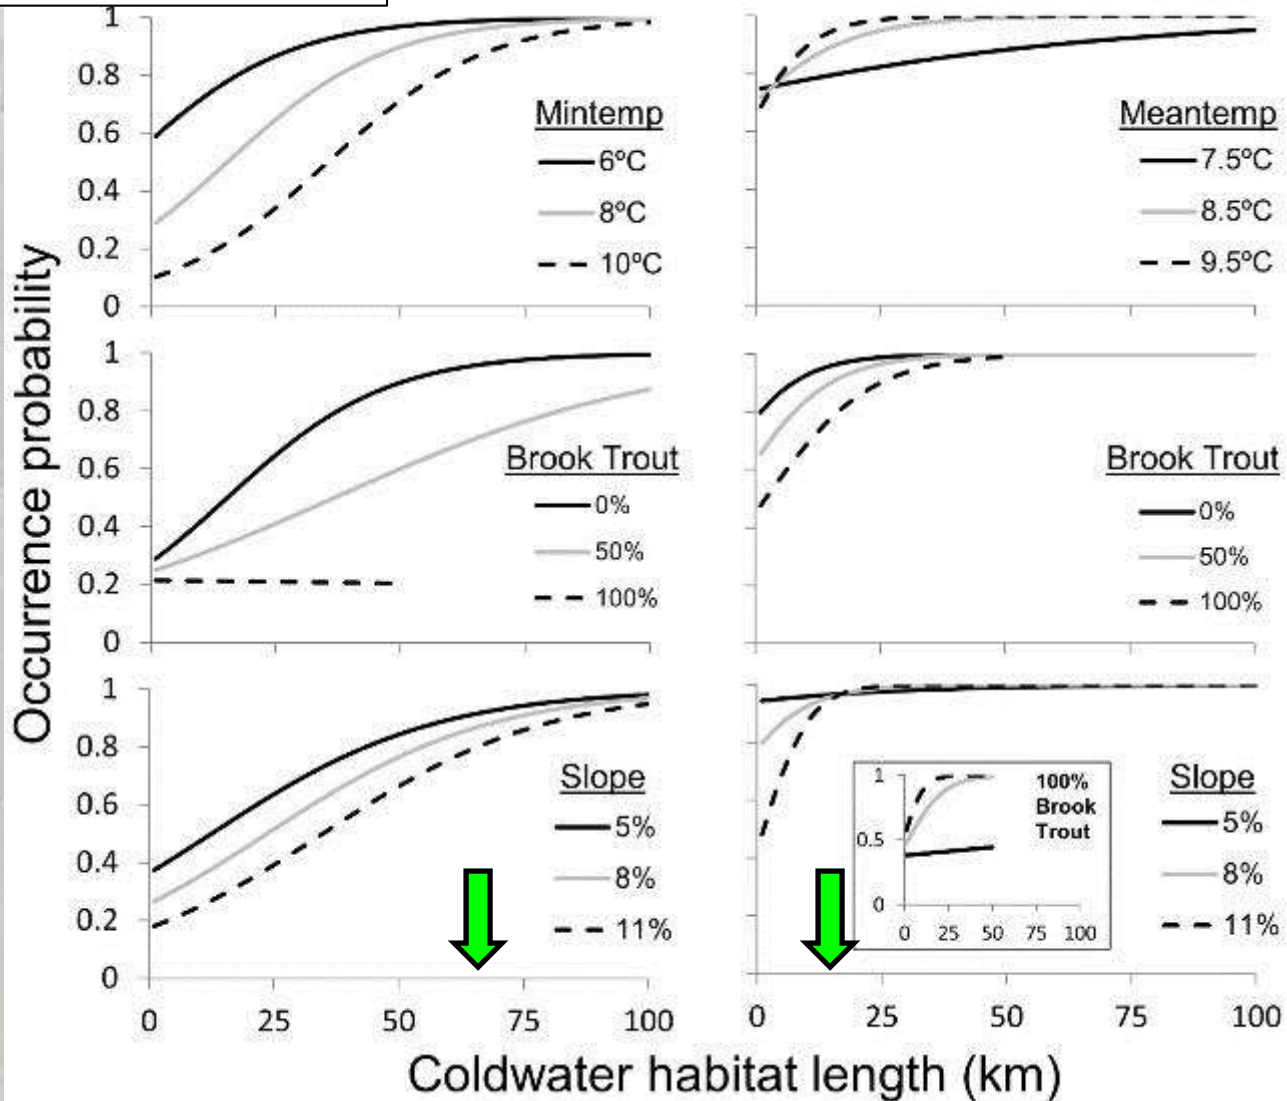 Occurrence probability
1
0.8
0.6
0.4
0.2
0
Mintemp
6ºC
8ºC
10ºC
Meantemp
7.5ºC
8.5ºC
9.5ºC
1
0.8
0.6
0.4
0.2
0
Brook Trout
0%
50%
100%
Brook Trout
0%
50%
100%
1
0.8
0.6
0.4
0.2
0
0 25 50 75 100
Slope
5%
8%
11%
1
0.5
0
0 25 50 75 100
100%
Brook
Trout
Slope
5%
8%
11%
0 25 50 75 100
Coldwater habitat length (km)